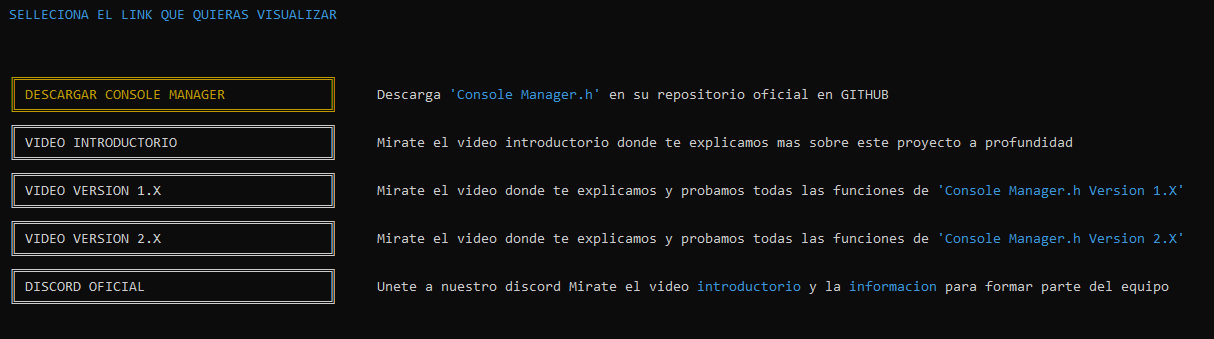 SELLECIONA EL LINK QUE QUIERAS VISUALIZAR
DESCARGAR CONSOLE MANAGER Descarga 'Console Manager.h' en su repositorio oficial en GITHUB
VIDEO INTRODUCTORIO Mirate el video introductorio donde te explicamos mas sobre este proyecto a profundidad
VIDEO VERSION 1.X Mirate el video donde te explicamos y probamos todas las funciones de 'Console Manager.h Version 1.X'
VIDEO VERSION 2.X Mirate el video donde te explicamos y probamos todas las funciones de 'Console Manager.h Version 2.X'
DISCORD OFICIAL Unete a nuestro discord Mirate el video introductorio y la informacion para formar parte del equipo